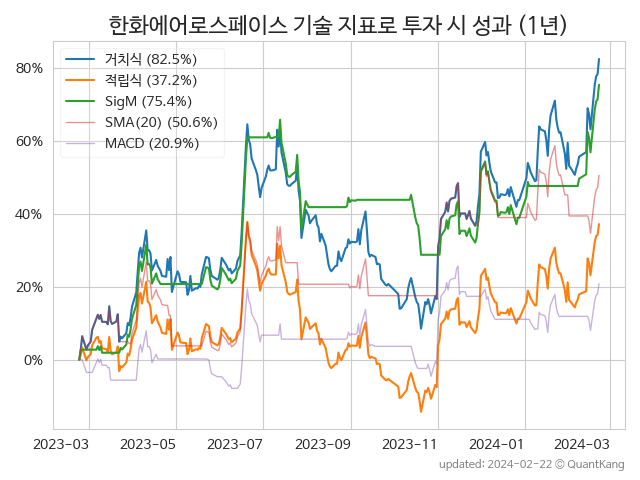 한화에어로스페이스 기술 지표로 투자 시 성과 (1년)
거치식 (82.5%)
적립식 (37.2%)
SigM (75.4%)
SMA(20) (50.6%)
MACD (20.9%)
80%
60%
40%
20%
0%
2023-03 2023-05 2023-07 2023-09 2023-11 2024-01 2024-03
updated: 2024-02-22 © QuantKang